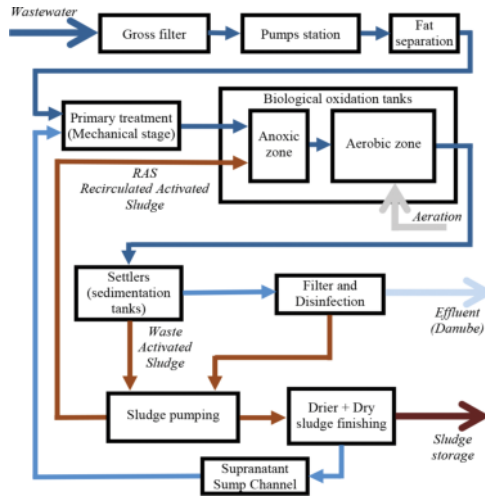 Wastewater
Gross filter
Pumps station
Fat
separation
Primary treatment
(Mechanical stage)
Biological oxidation tanks
Anoxic
zone
Aerobic zone
RAS
Recirculated Activated
Sludge
Aeration
Settlers
(sedimentation
tanks)
Filter and
Disinfection
Effluent
(Danube)
Waste
Activated
Sludge
Sludge pumping
Drier + Dry
sludge finishing
Sludge
storage
Supranatant
Sump Channel